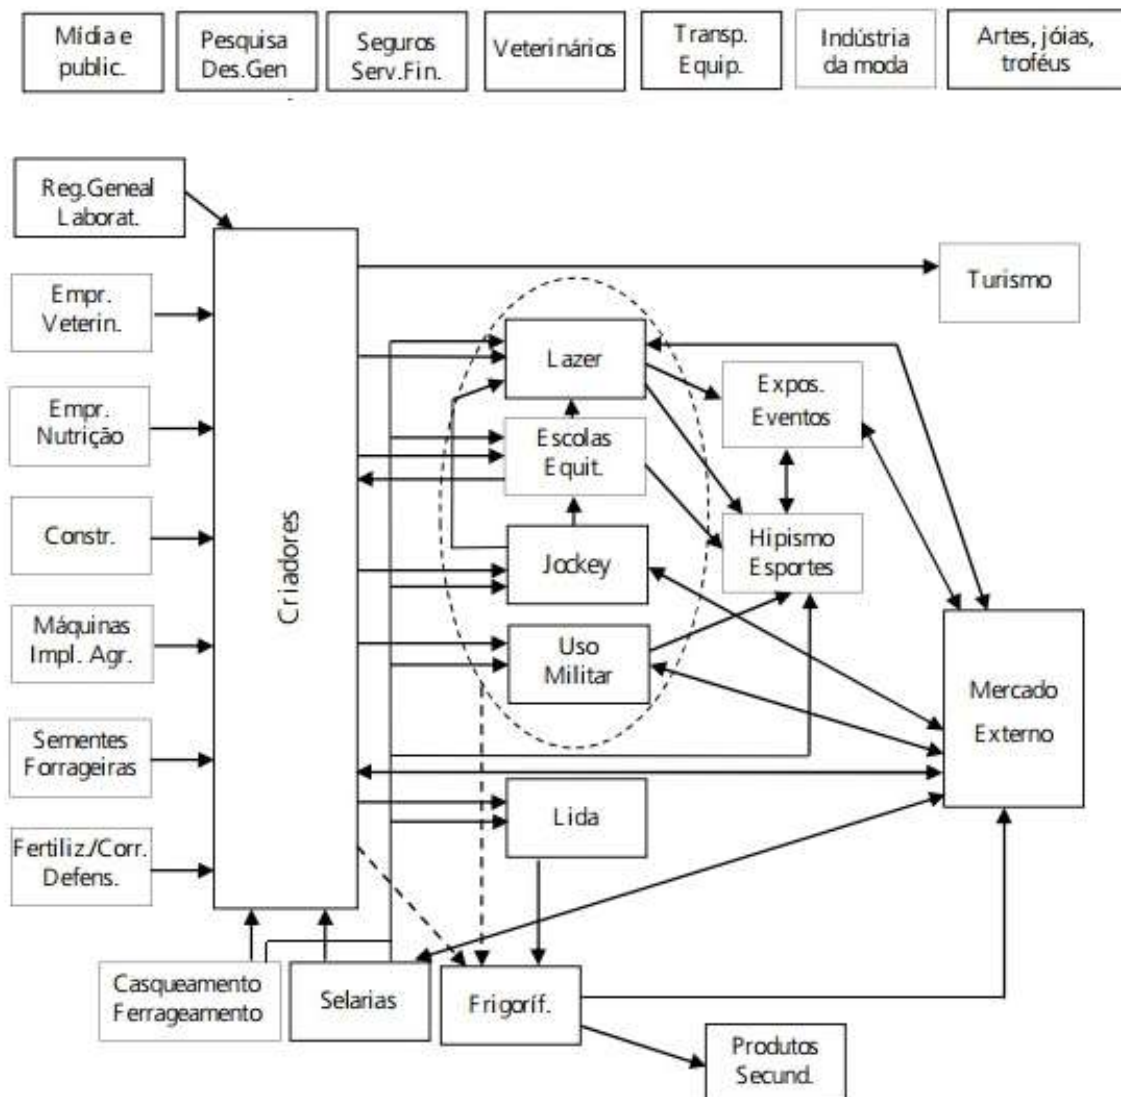 Mídia e
public.
Pesquisa
Des.Gen
Seguros
Serv.Fin.
Veterinários
Transp.
Equip.
Indústria
da moda
Artes, jóias,
troféus
Reg.Geneal
Laborat.
Empr.
Veterin.
Empr.
Nutrição
Constr.
Máquinas
Impl. Agr.
Sementes
Forrageiras
Fertiliz./Corr.
Defens.
Criadores
Casqueamento
Ferrageamento
Selarias
Lazer
Escolas
Equit.
Jockey
Uso
Militar
Lida
Frigoríf.
Turismo
Expos.
Eventos
Hipismo
Esportes
Mercado
Externo
Produtos
Secund.